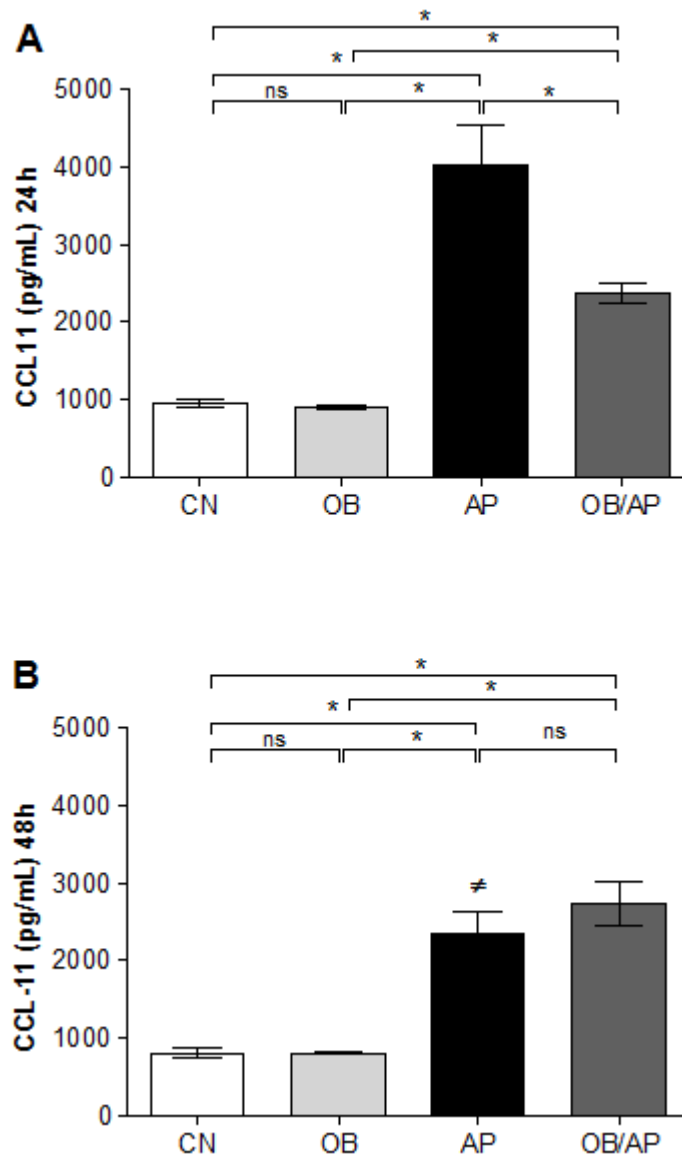 A
*
*
*
ns
*
*
CCL11 (pg/mL) 24h
5000
4000
3000
2000
1000
0
CN OB AP OB/AP
B
*
*
*
ns
*
ns
CCL-11 (pg/mL) 48h
5000
4000
3000
2000
1000
0
≠
CN OB AP OB/AP